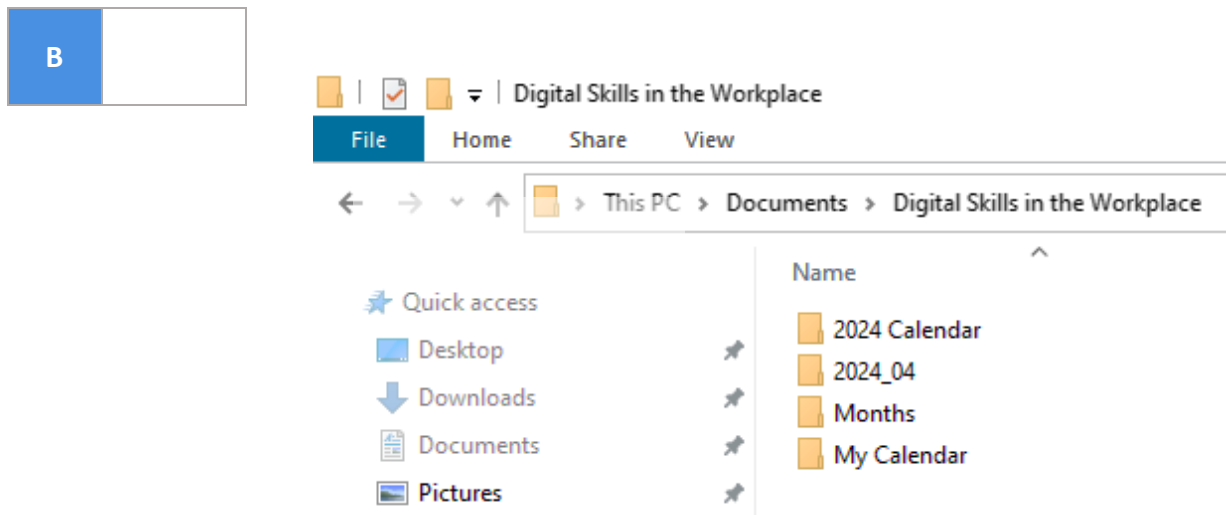 B
Digital Skills in the Workplace
File Home Share View
This PC > Documents > Digital Skills in the Workplace
Name
Quick access
2024 Calendar
Desktop
2024_04
Downloads
Months
Documents
My Calendar
Pictures